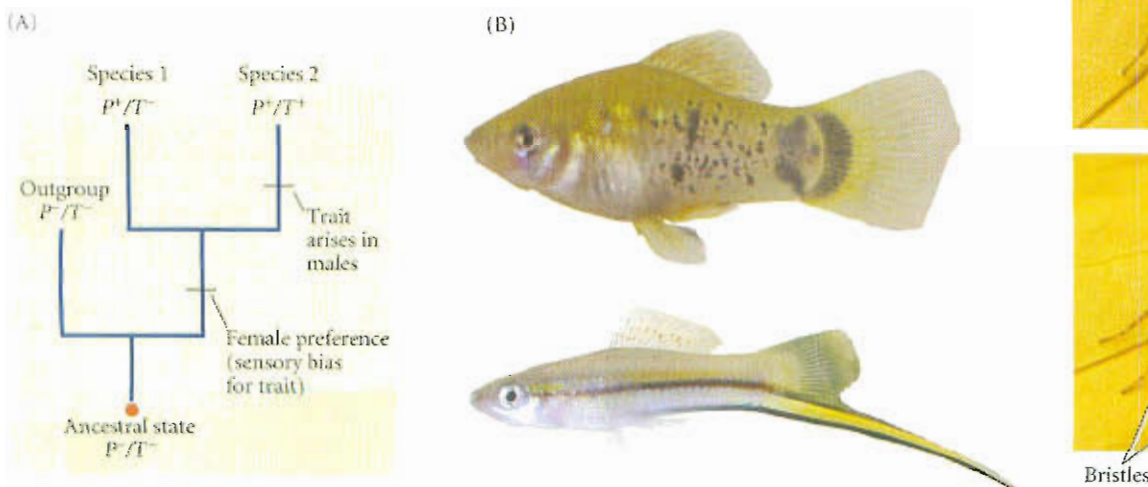 (A)
Species 1
P⁺/T⁻
Species 2
P⁺/T⁺
Outgroup
P⁻/T⁻
Trait
arises in
males
Female preference
(sensory bias
for trait)
Ancestral state
P⁻/T⁻
(B)
Bristles